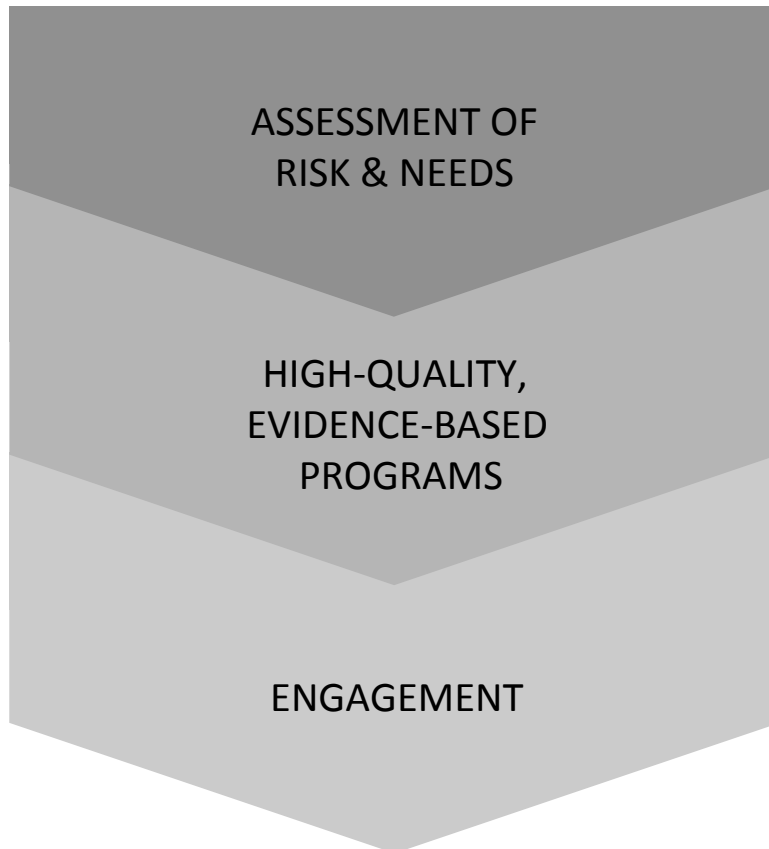 ASSESSMENT OF
RISK & NEEDS
HIGH-QUALITY,
EVIDENCE-BASED
PROGRAMS
ENGAGEMENT